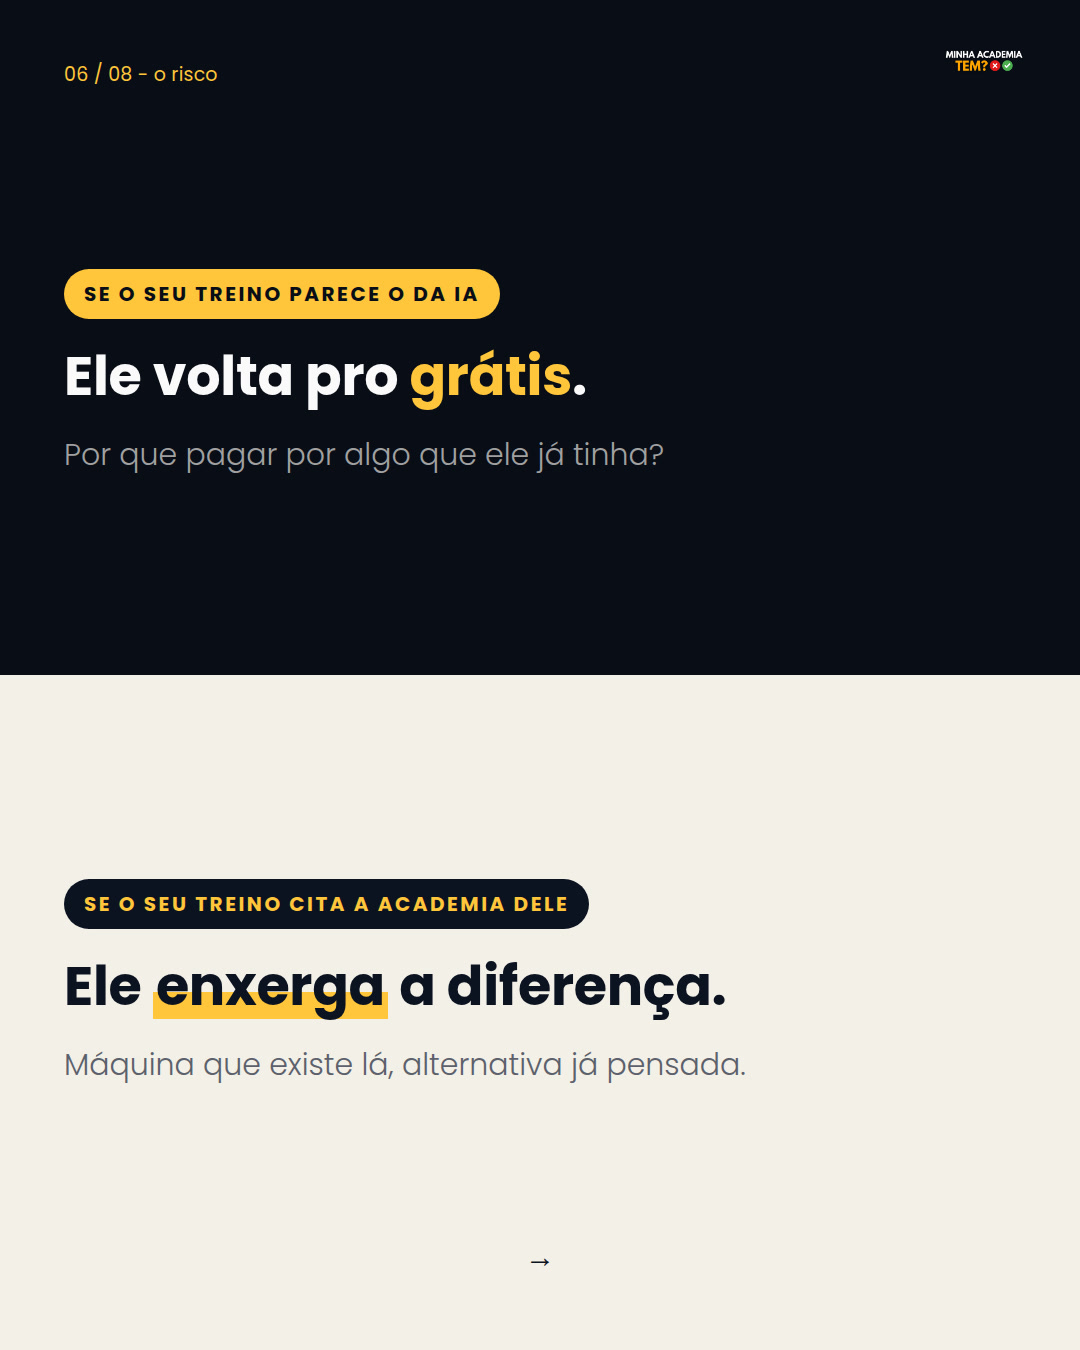 06 / 08 - o risco
MINHA ACADEMIA
TEM?
SE O SEU TREINO PARECE O DA IA
Ele volta pro grátis.
Por que pagar por algo que ele já tinha?
SE O SEU TREINO CITA A ACADEMIA DELE
Ele enxerga a diferença.
Máquina que existe lá, alternativa já pensada.
→